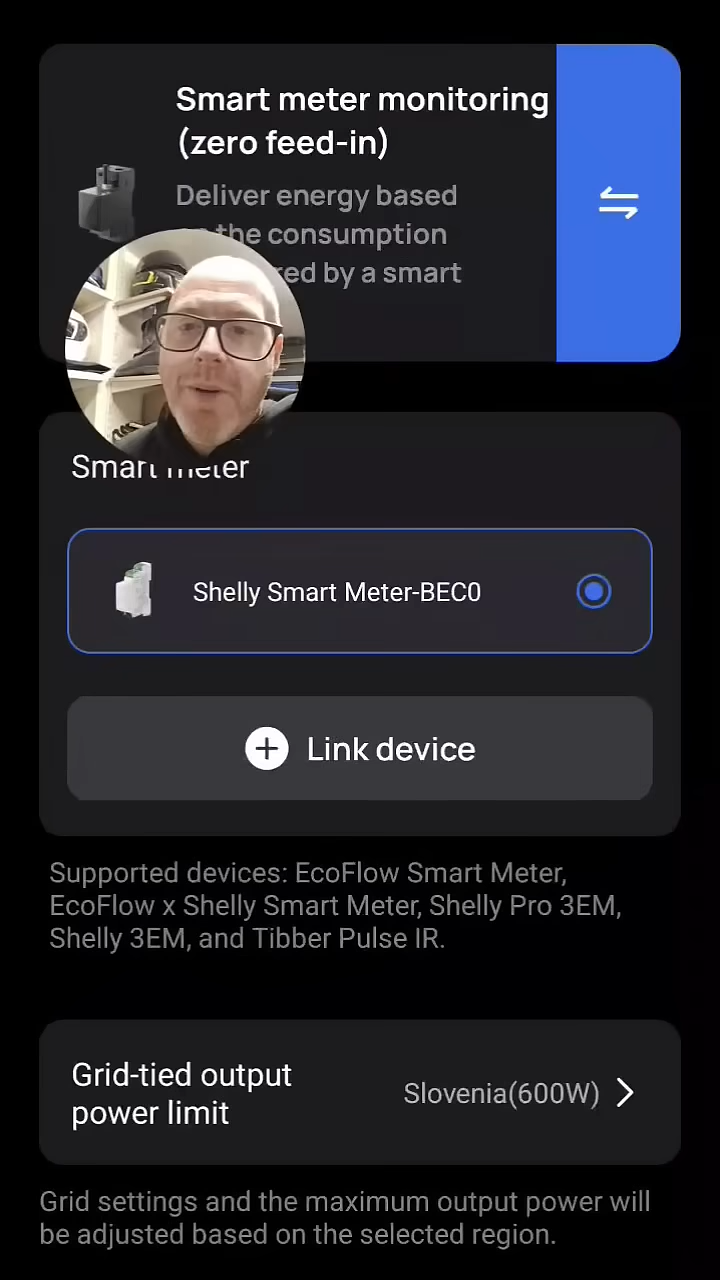 Smart meter monitoring
(zero feed-in)
Deliver energy based
the consumption
by a smart
Smart meter
Shelly Smart Meter-BEC0
Link device
Supported devices: EcoFlow Smart Meter,
EcoFlow x Shelly Smart Meter, Shelly Pro 3EM,
Shelly 3EM, and Tibber Pulse IR.
Grid-tied output
power limit
Slovenia(600W)
Grid settings and the maximum output power will
be adjusted based on the selected region.